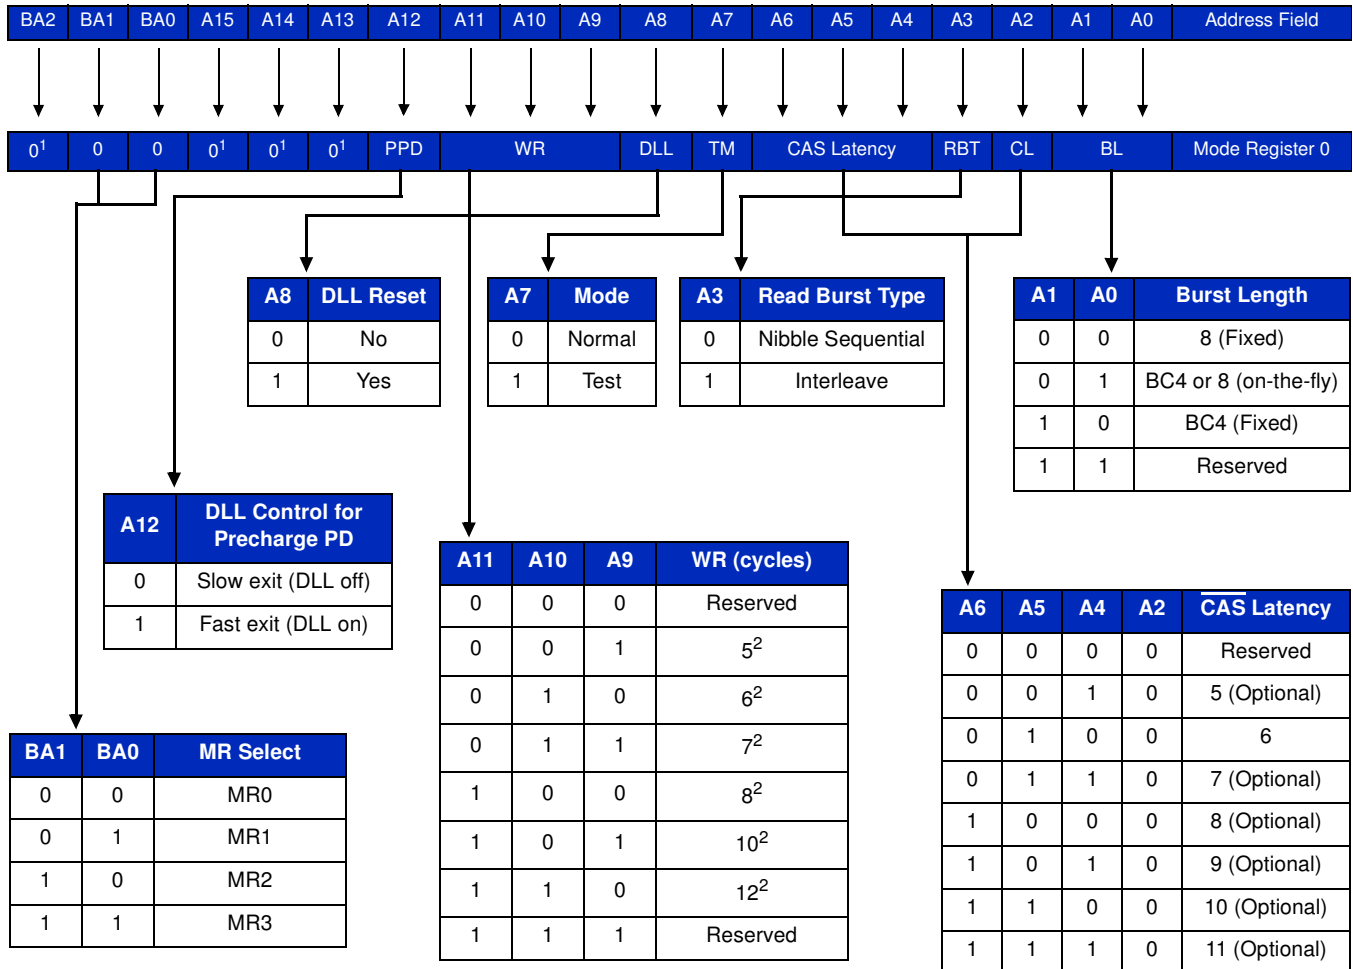 BA2 BA1 BA0 A15 A14 A13 A12 A11 A10 A9 A8 A7 A6 A5 A4 A3 A2 A1 A0 Address Field
0¹ 0 0 0¹ 0¹ 0¹ PPD WR DLL TM CAS Latency RBT CL BL Mode Register 0
A8 DLL Reset
0 No
1 Yes
A7 Mode
0 Normal
1 Test
A3 Read Burst Type
0 Nibble Sequential
1 Interleave
A1 A0 Burst Length
0 0 8 (Fixed)
0 1 BC4 or 8 (on-the-fly)
1 0 BC4 (Fixed)
1 1 Reserved
A12 DLL Control for
Precharge PD
0 Slow exit (DLL off)
1 Fast exit (DLL on)
A11 A10 A9 WR (cycles)
0 0 0 Reserved
0 0 1 5²
0 1 0 6²
0 1 1 7²
1 0 0 8²
1 0 1 10²
1 1 0 12²
1 1 1 Reserved
A6 A5 A4 A2 C̅A̅S̅ Latency
0 0 0 0 Reserved
0 0 1 0 5 (Optional)
0 1 0 0 6
0 1 1 0 7 (Optional)
1 0 0 0 8 (Optional)
1 0 1 0 9 (Optional)
1 1 0 0 10 (Optional)
1 1 1 0 11 (Optional)
BA1 BA0 MR Select
0 0 MR0
0 1 MR1
1 0 MR2
1 1 MR3